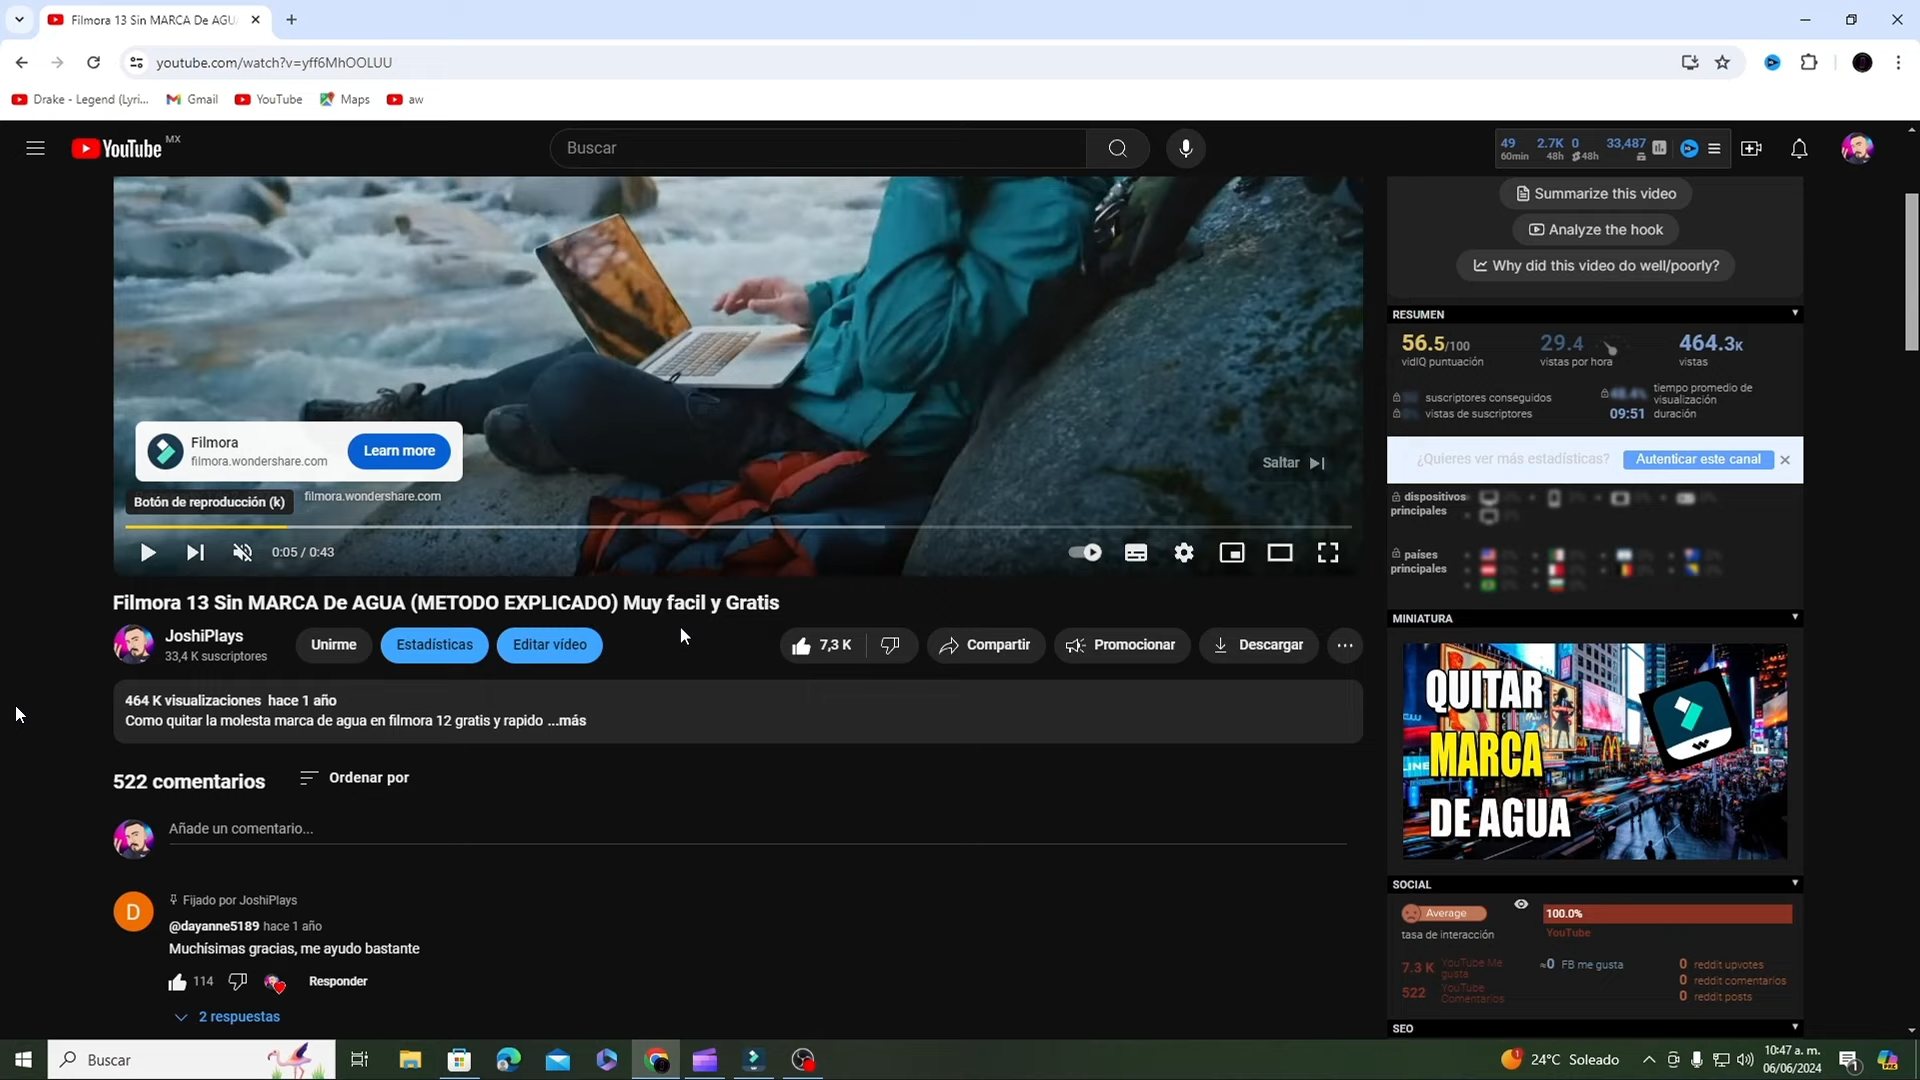 Filmora 13 Sin MARCA De AGU
youtube.com/watch?v=yff6MhOOLUU
Drake - Legend (Lyri...
Gmail
YouTube
Maps
aw
YouTube MX
Buscar
49 2.7K 0 33,487
60min 48h 48h
Summarize this video
Analyze the hook
Why did this video do well/poorly?
RESUMEN
56.5/100 29.4 464.3K
vidIQ puntuación vistas por hora vistas
suscriptores conseguidos
vistas de suscriptores
48.4% tiempo promedio de
visualización
09:51 duración
¿Quieres ver más estadísticas? Autenticar este canal
dispositivos
principales
países
principales
Filmora
filmora.wondershare.com
Learn more
Saltar
Botón de reproducción (k)
filmora.wondershare.com
0:05 / 0:43
Filmora 13 Sin MARCA De AGUA (METODO EXPLICADO) Muy facil y Gratis
JoshiPlays
33,4 K suscriptores
Unirme
Estadísticas
Editar vídeo
7,3 K
Compartir
Promocionar
Descargar
464 K visualizaciones hace 1 año
Como quitar la molesta marca de agua en filmora 12 gratis y rapido ...más
522 comentarios
Ordenar por
Añade un comentario...
D
Fijado por JoshiPlays
@dayanne5189 hace 1 año
Muchísimas gracias, me ayudo bastante
114
Responder
2 respuestas
MINIATURA
QUITAR
MARCA
DE AGUA
SOCIAL
Average
tasa de interacción
100.0%
YouTube
7.3 K YouTube Me
gusta
522 YouTube
Comentarios
≈0 FB me gusta
0 reddit upvotes
0 reddit comentarios
0 reddit posts
SEO
Buscar
24°C Soleado
10:47 a. m.
06/06/2024